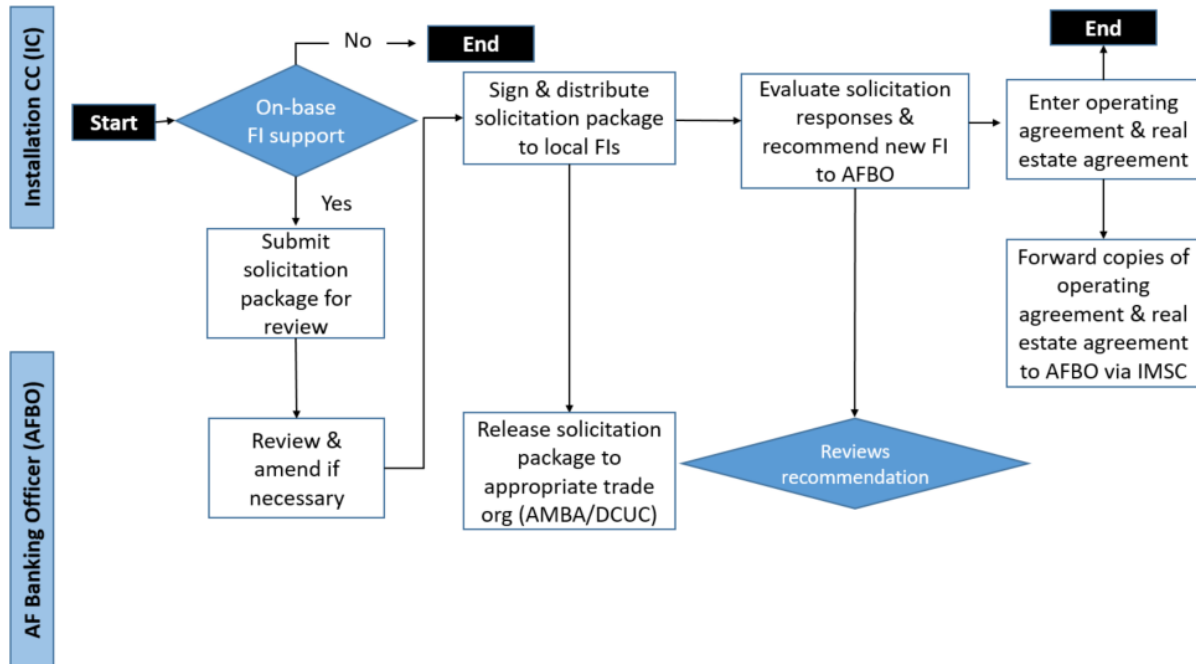 Installation CC (IC)
No
End
Start
On-base
FI support
Yes
Submit
solicitation
package for
review
Sign & distribute
solicitation package
to local FIs
Evaluate solicitation
responses &
recommend new FI
to AFBO
End
Enter operating
agreement & real
estate agreement
Forward copies of
operating
agreement & real
estate agreement
to AFBO via IMSC
AF Banking Officer (AFBO)
Review &
amend if
necessary
Release solicitation
package to
appropriate trade
org (AMBA/DCUC)
Reviews
recommendation